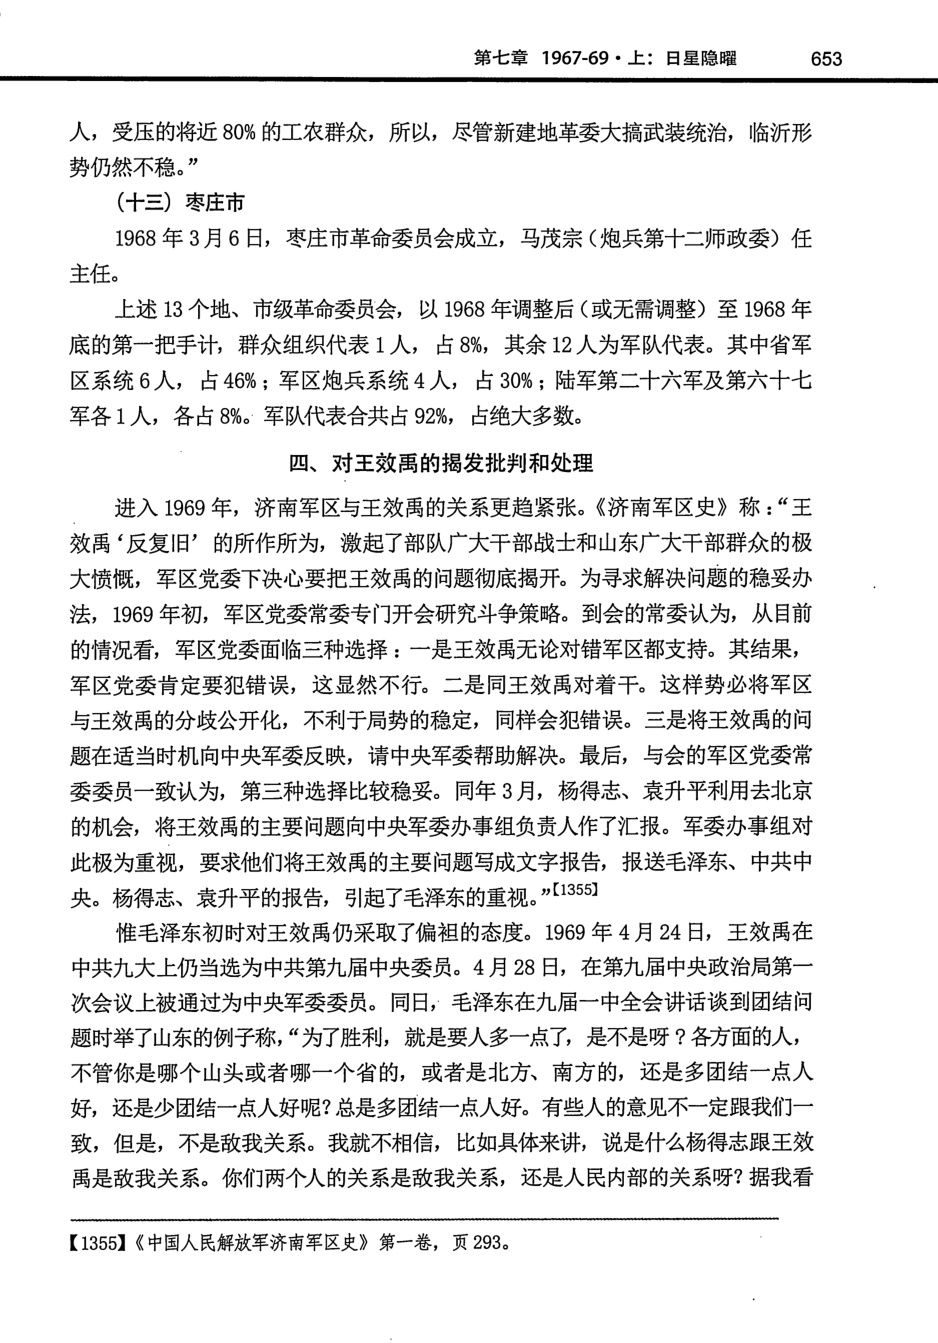 第七章 1967-69·上：日星隐曜 653
人，受压的将近 80% 的工农群众，所以，尽管新建地革委大搞武装统治，临沂形
势仍然不稳。”
（十三）枣庄市
1968 年 3 月 6 日，枣庄市革命委员会成立，马茂宗（炮兵第十二师政委）任
主任。
上述 13 个地、市级革命委员会，以 1968 年调整后（或无需调整）至 1968 年
底的第一把手计，群众组织代表 1 人，占 8%，其余 12 人为军队代表。其中省军
区系统 6 人，占 46%；军区炮兵系统 4 人，占 30%；陆军第二十六军及第六十七
军各 1 人，各占 8%。军队代表合共占 92%，占绝大多数。
四、对王效禹的揭发批判和处理
进入 1969 年，济南军区与王效禹的关系更趋紧张。《济南军区史》称：“王
效禹‘反复旧’的所作所为，激起了部队广大干部战士和山东广大干部群众的极
大愤慨，军区党委下决心要把王效禹的问题彻底揭开。为寻求解决问题的稳妥办
法，1969 年初，军区党委常委专门开会研究斗争策略。到会的常委认为，从目前
的情况看，军区党委面临三种选择：一是王效禹无论对错军区都支持。其结果，
军区党委肯定要犯错误，这显然不行。二是同王效禹对着干。这样势必将军区
与王效禹的分歧公开化，不利于局势的稳定，同样会犯错误。三是将王效禹的问
题在适当时机向中央军委反映，请中央军委帮助解决。最后，与会的军区党委常
委委员一致认为，第三种选择比较稳妥。同年 3 月，杨得志、袁升平利用去北京
的机会，将王效禹的主要问题向中央军委办事组负责人作了汇报。军委办事组对
此极为重视，要求他们将王效禹的主要问题写成文字报告，报送毛泽东、中共中
央。杨得志、袁升平的报告，引起了毛泽东的重视。”【1355】
惟毛泽东初时对王效禹仍采取了偏袒的态度。1969 年 4 月 24 日，王效禹在
中共九大上仍当选为中共第九届中央委员。4 月 28 日，在第九届中央政治局第一
次会议上被通过为中央军委委员。同日，毛泽东在九届一中全会讲话谈到团结问
题时举了山东的例子称，“为了胜利，就是要人多一点了，是不是呀？各方面的人，
不管你是哪个山头或者哪一个省的，或者是北方、南方的，还是多团结一点人
好，还是少团结一点人好呢？总是多团结一点人好。有些人的意见不一定跟我们一
致，但是，不是敌我关系。我就不相信，比如具体来讲，说是什么杨得志跟王效
禹是敌我关系。你们两个人的关系是敌我关系，还是人民内部的关系呀？据我看
【1355】《中国人民解放军济南军区史》第一卷，页 293。